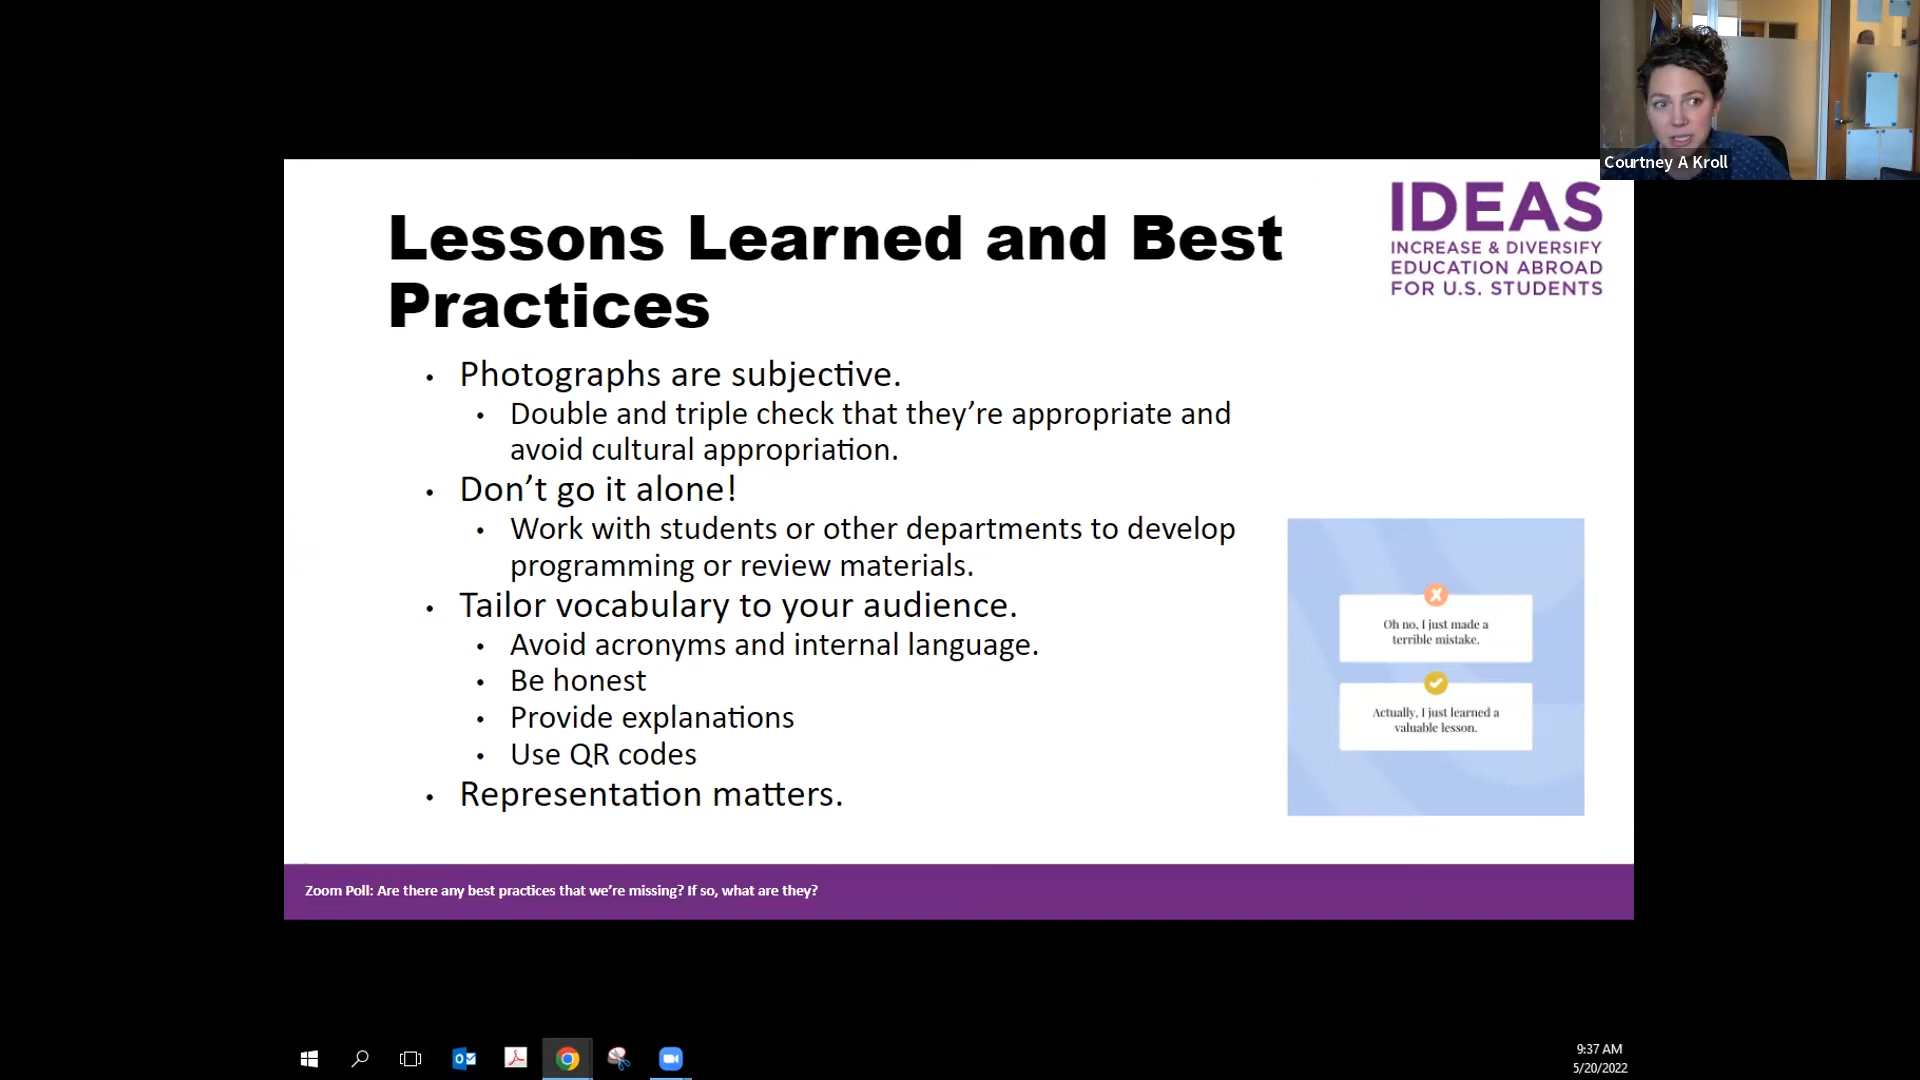 Courtney A Kroll
IDEAS
INCREASE & DIVERSIFY
EDUCATION ABROAD
FOR U.S. STUDENTS
Lessons Learned and Best
Practices
• Photographs are subjective.
• Double and triple check that they're appropriate and
avoid cultural appropriation.
• Don't go it alone!
• Work with students or other departments to develop
programming or review materials.
• Tailor vocabulary to your audience.
• Avoid acronyms and internal language.
• Be honest
• Provide explanations
• Use QR codes
• Representation matters.
Oh no, I just made a
terrible mistake.
Actually, I just learned a
valuable lesson.
Zoom Poll: Are there any best practices that we're missing? If so, what are they?
9:37 AM
5/20/2022